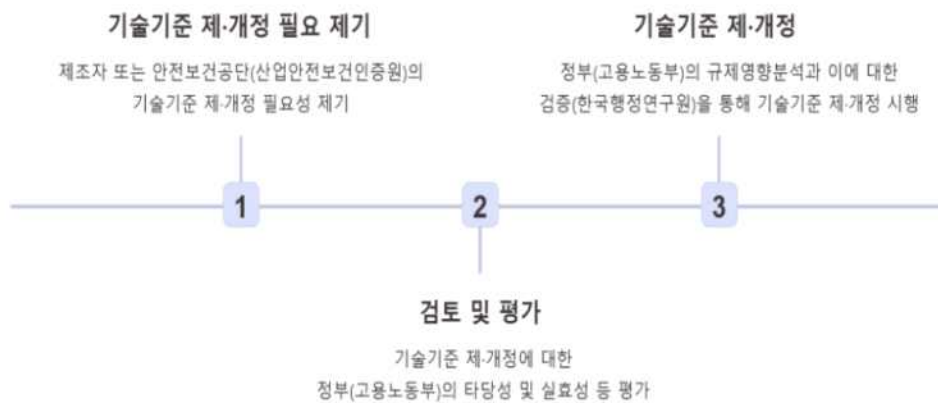 기술기준 제·개정 필요 제기
제조자 또는 안전보건공단(산업안전보건인증원)의
기술기준 제·개정 필요성 제기
1
2
검토 및 평가
기술기준 제·개정에 대한
정부(고용노동부)의 타당성 및 실효성 등 평가
기술기준 제·개정
정부(고용노동부의 규제영향분석과 이에 대한
검증(한국행정연구원)을 통해 기술기준 제·개정 시행
3